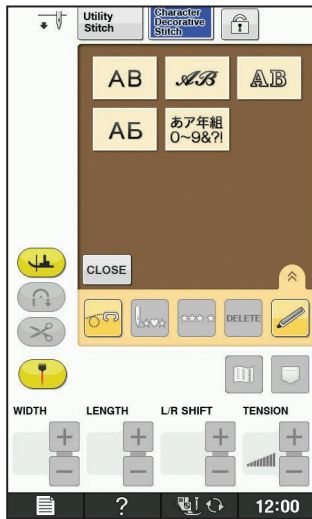 Utility
Stitch
Character
Decorative
Stitch
AB
AB
AB
АБ
あア年組
0~9&?!
CLOSE
DELETE
WIDTH
LENGTH
L/R SHIFT
TENSION
+
+
+
+
−
−
−
−
?
12:00